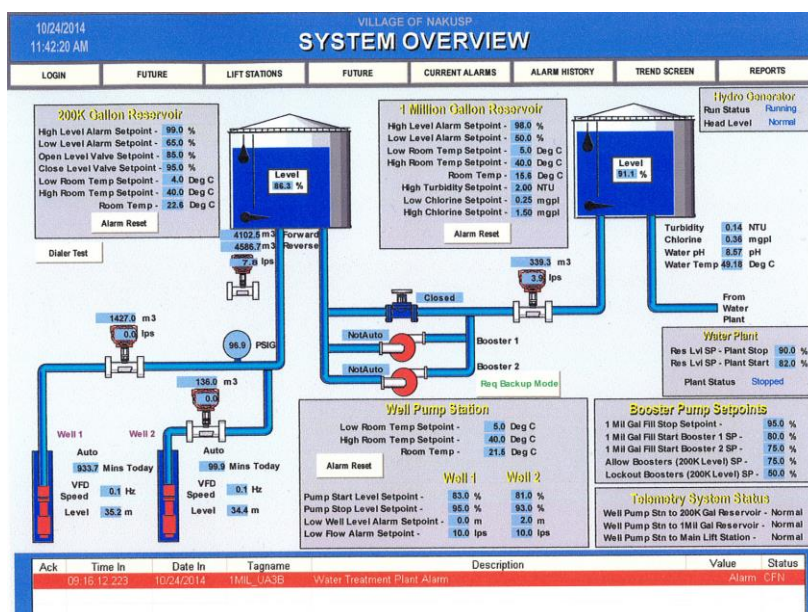 10/24/2014
11:42:20 AM
VILLAGE OF NAKUSP
SYSTEM OVERVIEW
LOGIN FUTURE LIFT STATIONS FUTURE CURRENT ALARMS ALARM HISTORY TREND SCREEN REPORTS
200K Gallon Reservoir
High Level Alarm Setpoint - 99.0 %
Low Level Alarm Setpoint - 65.0 %
Open Level Valve Setpoint - 85.0 %
Close Level Valve Setpoint - 95.0 %
Low Room Temp Setpoint - 4.0 Deg C
High Room Temp Setpoint - 40.0 Deg C
Room Temp - 22.6 Deg C
Alarm Reset
Dialer Test
Level
86.3 %
1 Million Gallon Reservoir
High Level Alarm Setpoint - 98.0 %
Low Level Alarm Setpoint - 50.0 %
Low Room Temp Setpoint - 5.0 Deg C
High Room Temp Setpoint - 40.0 Deg C
Room Temp - 15.6 Deg C
High Turbidity Setpoint - 2.00 NTU
Low Chlorine Setpoint - 0.25 mgpl
High Chlorine Setpoint - 1.50 mgpl
Alarm Reset
Level
91.1 %
Hydro Generator
Run Status Running
Head Level Normal
4102.5 m3 Forward
4586.7 m3 Reverse
7.8 lps
339.3 m3
3.9 lps
Turbidity 0.14 NTU
Chlorine 0.36 mgpl
Water pH 8.57 pH
Water Temp 49.18 Deg C
From
Water
Plant
1427.0 m3
0.0 lps
96.9 PSIG
136.0 m3
0.0
Closed
NotAuto
Booster 1
NotAuto
Booster 2
Req Backup Mode
Water Plant
Res Lvl SP - Plant Stop 90.0 %
Res Lvl SP - Plant Start 82.0 %
Plant Status Stopped
Well 1
Auto
933.7 Mins Today
VFD
Speed 0.1 Hz
Level 35.2 m
Well 2
Auto
99.9 Mins Today
VFD
Speed 0.1 Hz
Level 34.4 m
Well Pump Station
Low Room Temp Setpoint - 5.0 Deg C
High Room Temp Setpoint - 40.0 Deg C
Room Temp - 21.6 Deg C
Alarm Reset
Well 1 Well 2
Pump Start Level Setpoint - 83.0 % 81.0 %
Pump Stop Level Setpoint - 95.0 % 93.0 %
Low Well Level Alarm Setpoint - 0.0 m 2.0 m
Low Flow Alarm Setpoint - 10.0 lps 10.0 lps
Booster Pump Setpoints
1 Mil Gal Fill Stop Setpoint - 95.0 %
1 Mil Gal Fill Start Booster 1 SP - 80.0 %
1 Mil Gal Fill Start Booster 2 SP - 75.0 %
Allow Boosters (200K Level) SP - 75.0 %
Lockout Boosters (200K Level) SP - 50.0 %
Telemetry System Status
Well Pump Stn to 200K Gal Reservoir - Normal
Well Pump Stn to 1Mil Gal Reservoir - Normal
Well Pump Stn to Main Lift Station - Normal
Ack Time In Date In Tagname Description Value Status
09:16:12.223 10/24/2014 1MIL_UA3B Water Treatment Plant Alarm Alarm CFN